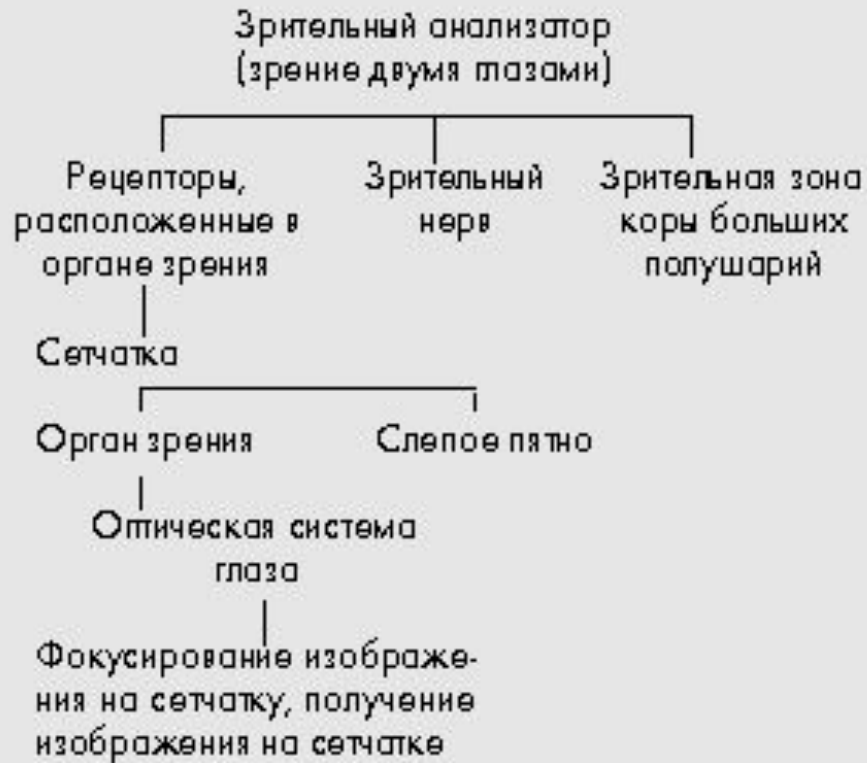 Зрительный анализатор
(зрение двумя глазами)
Рецепторы,
расположенные в
органе зрения
Зрительный
нерв
Зрительная зона
коры больших
полушарий
Сетчатка
Орган зрения
Слепое пятно
Оптическая система
глаза
Фокусирование изображе-
ния на сетчатку, получение
изображения на сетчатке